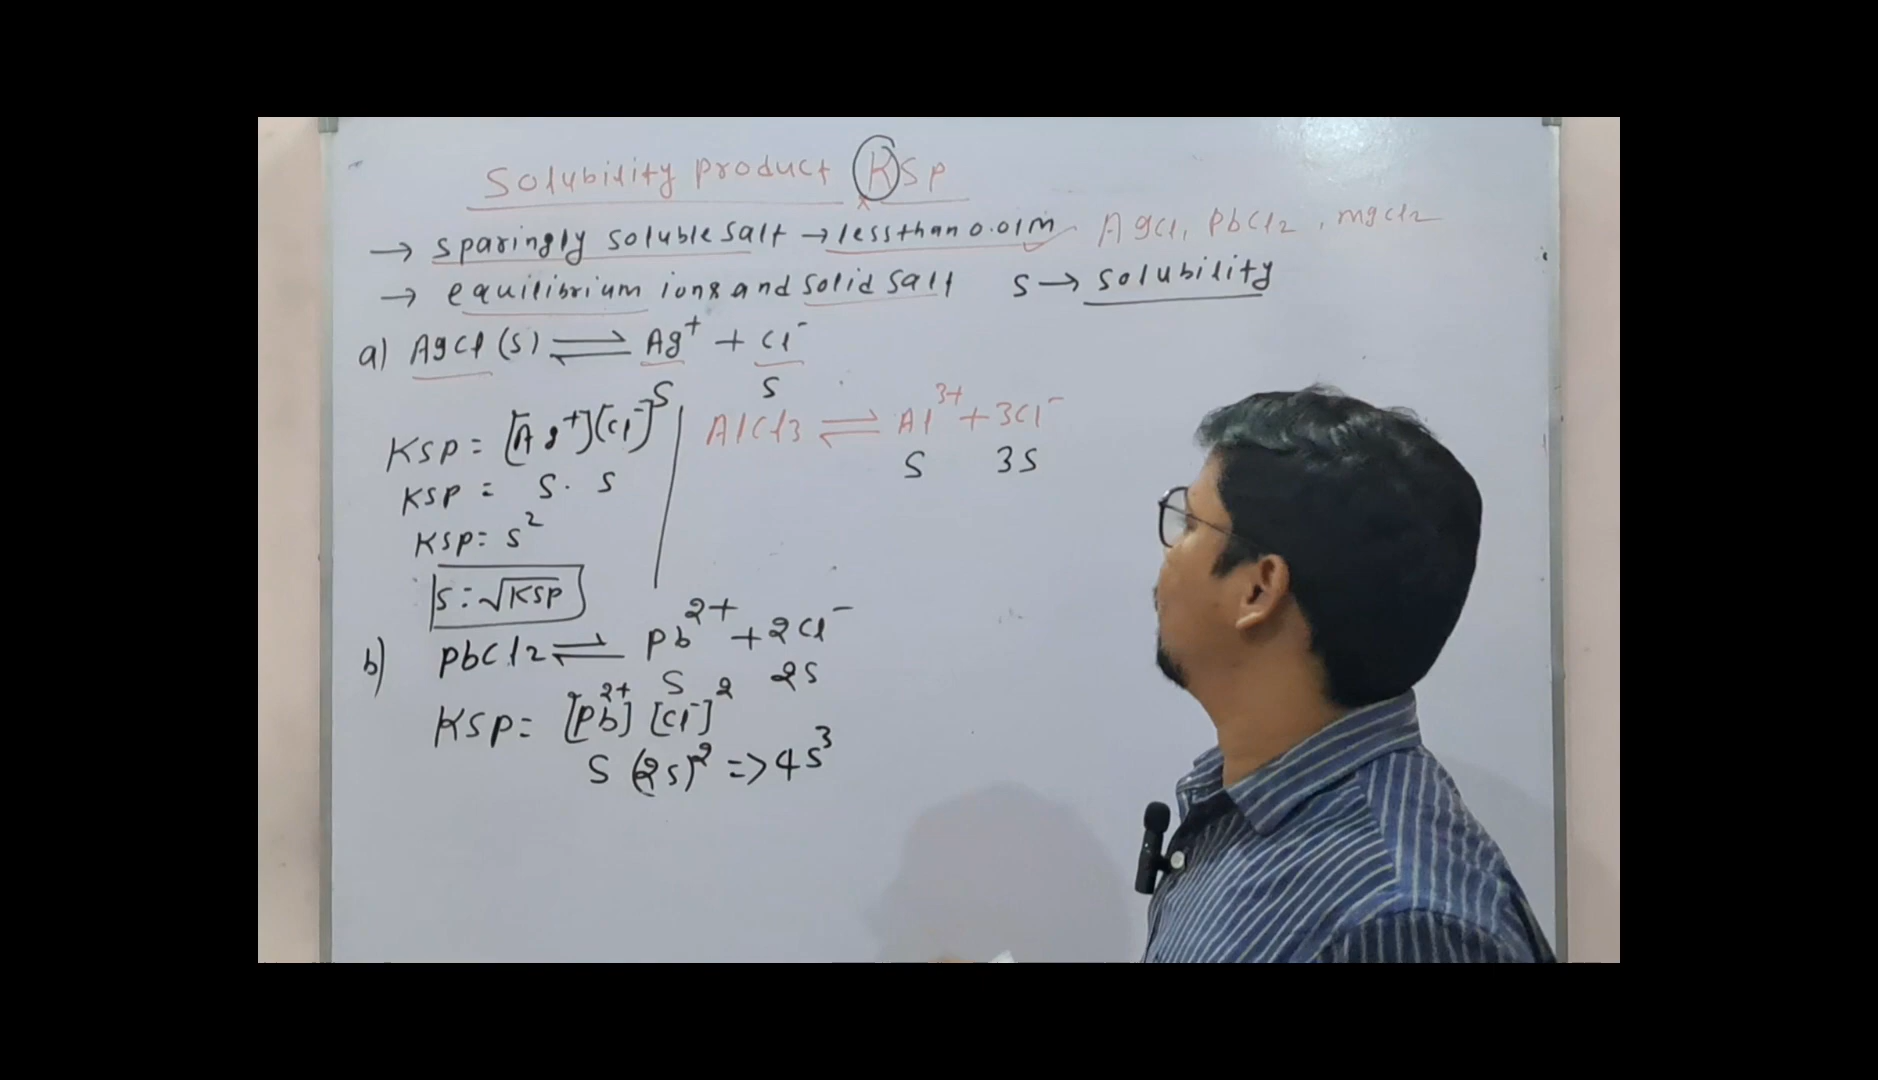 Solubility product KSp
→ sparingly soluble salt → less than 0.01m AgCl, PbCl2, mgcl2
→ equilibrium ions and solid salt S → solubility
a) AgCl (S) ⇌ Ag+ + Cl-
S S
KSP = [Ag+][Cl-]
AlCl3 ⇌ Al3+ + 3Cl-
S 3S
KSP = S. S
KSP = S2
S = √KSP
b) PbCl2 ⇌ Pb2+ + 2Cl-
S 2S
KSP = [Pb2+] [Cl-]2
S (2S)2 => 4S3